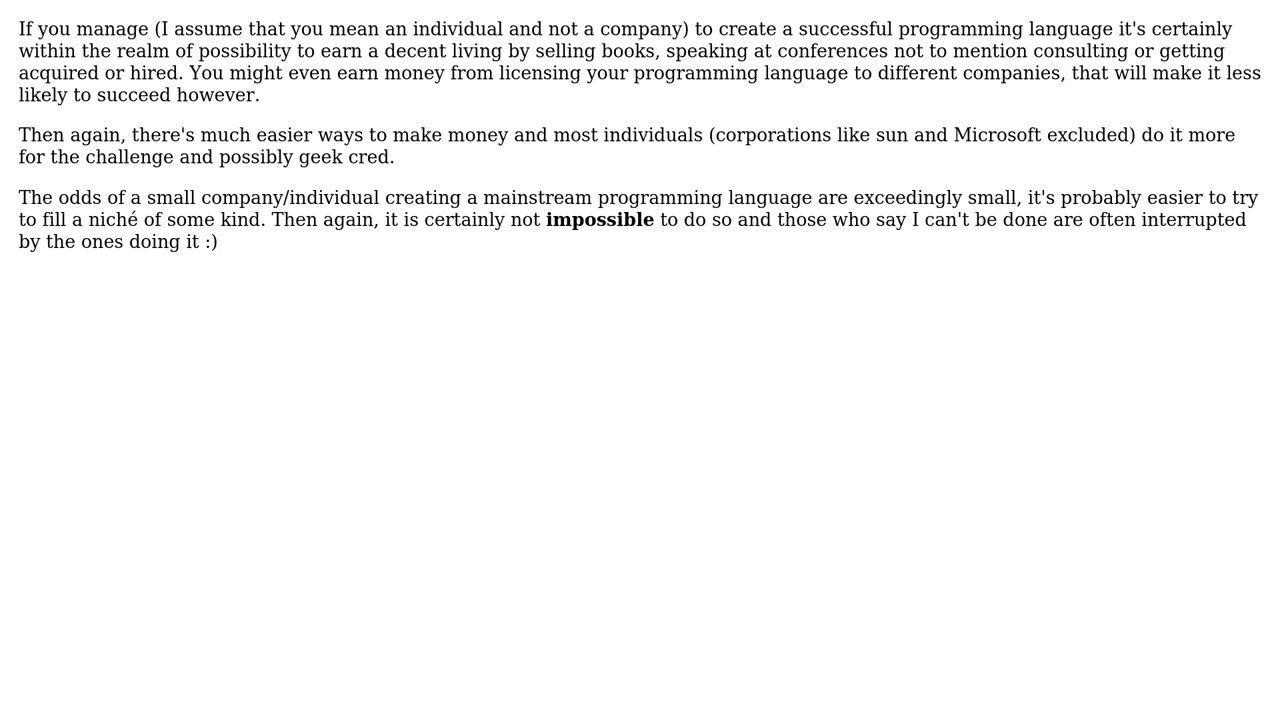 If you manage (I assume that you mean an individual and not a company) to create a successful programming language it's certainly
within the realm of possibility to earn a decent living by selling books, speaking at conferences not to mention consulting or getting
acquired or hired. You might even earn money from licensing your programming language to different companies, that will make it less
likely to succeed however.
Then again, there's much easier ways to make money and most individuals (corporations like sun and Microsoft excluded) do it more
for the challenge and possibly geek cred.
The odds of a small company/individual creating a mainstream programming language are exceedingly small, it's probably easier to try
to fill a niché of some kind. Then again, it is certainly not impossible to do so and those who say I can't be done are often interrupted
by the ones doing it :)